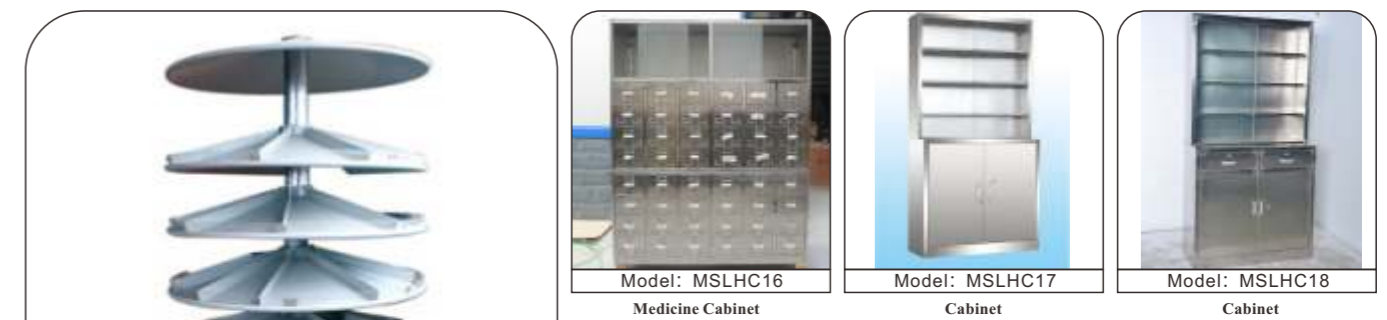 Model： MSLHC16
Medicine Cabinet
Model： MSLHC17
Cabinet
Model： MSLHC18
Cabinet